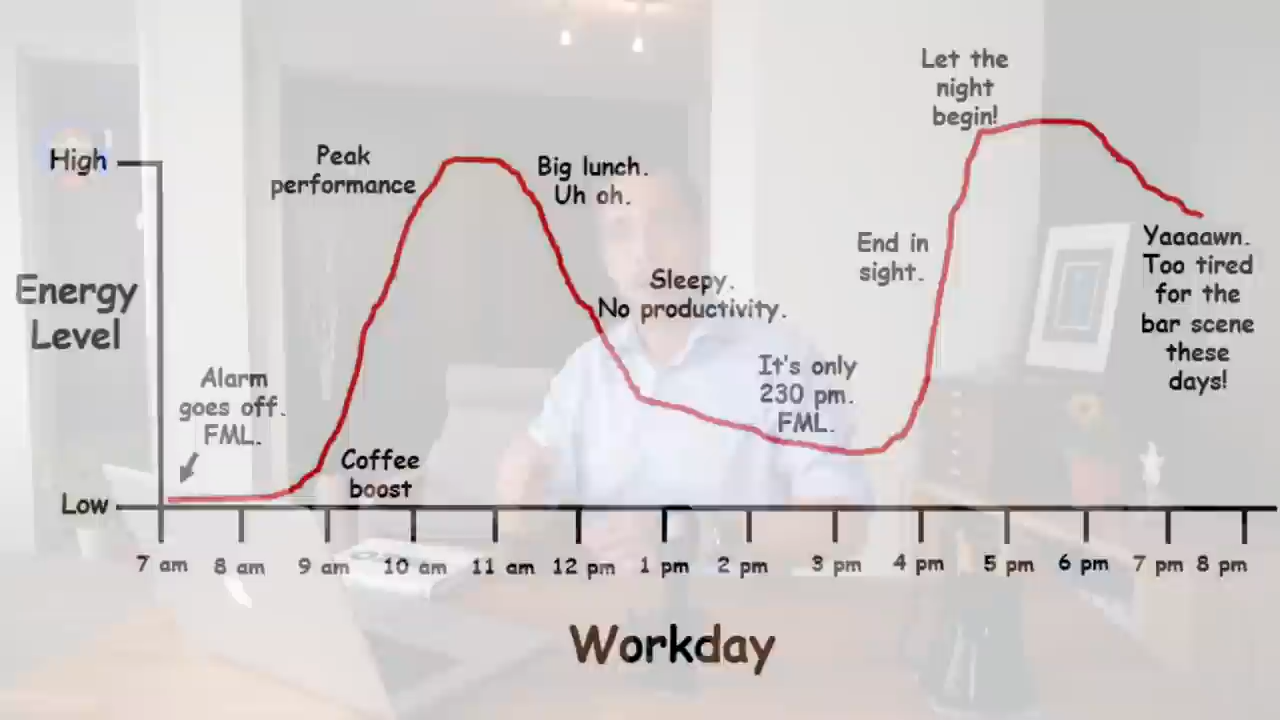 Let the
night
begin!
High
Peak
performance
Big lunch.
Uh oh.
End in
sight.
Yaaaawn.
Too tired
for the
bar scene
these
days!
Energy
Level
Sleepy.
No productivity.
It's only
230 pm.
FML.
Alarm
goes off.
FML.
Coffee
boost
Low
7 am 8 am 9 am 10 am 11 am 12 pm 1 pm 2 pm 3 pm 4 pm 5 pm 6 pm 7 pm 8 pm
Workday